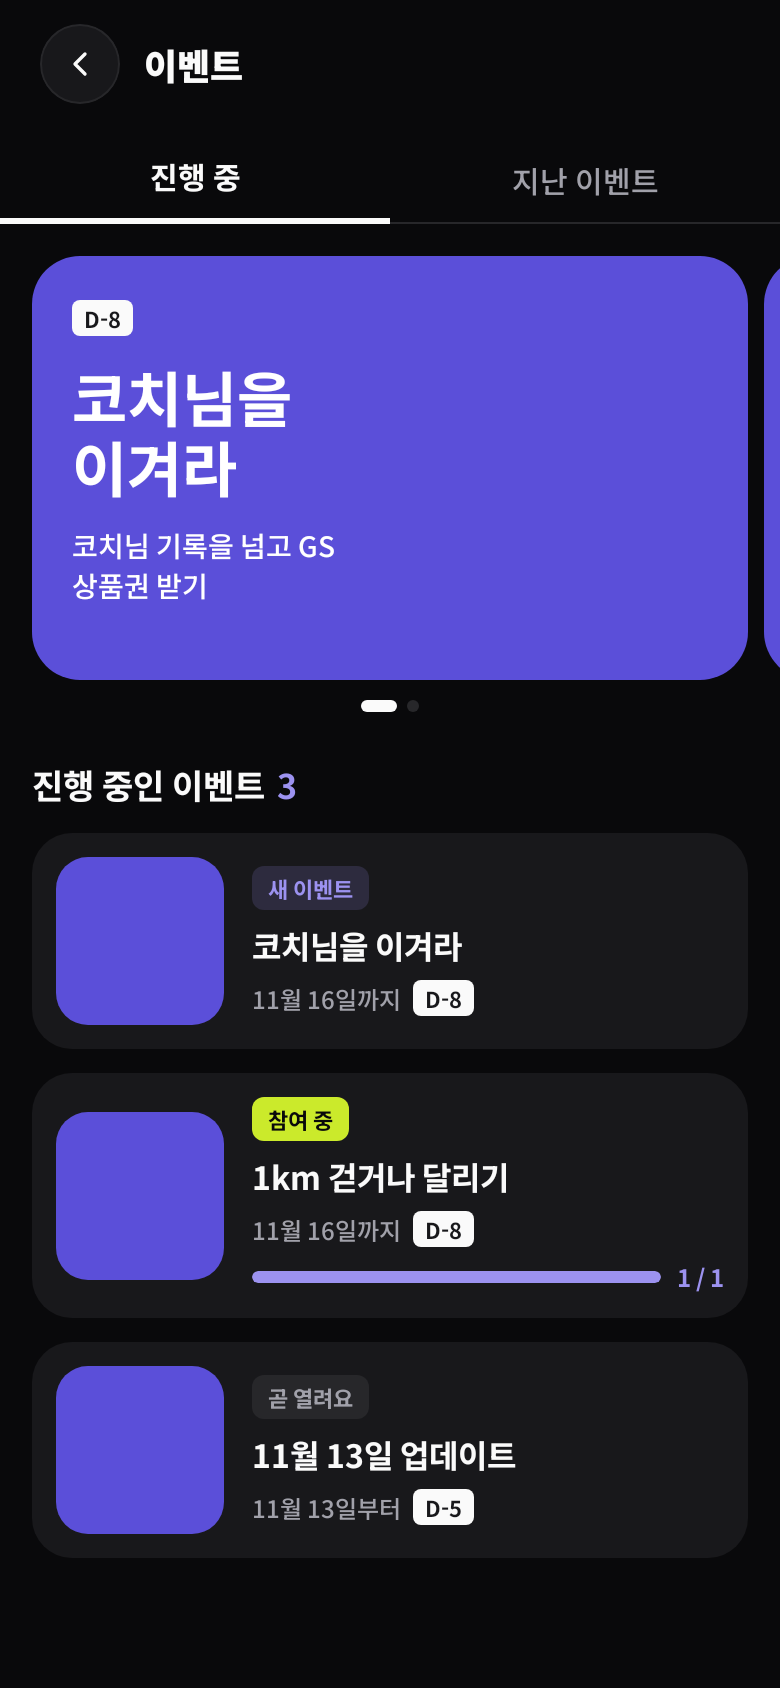 이벤트
진행 중
지난 이벤트
D-8
코치님을
이겨라
코치님 기록을 넘고 GS
상품권 받기
진행 중인 이벤트 3
새 이벤트
코치님을 이겨라
11월 16일까지 D-8
참여 중
1km 걷거나 달리기
11월 16일까지 D-8
1 / 1
곧 열려요
11월 13일 업데이트
11월 13일부터 D-5